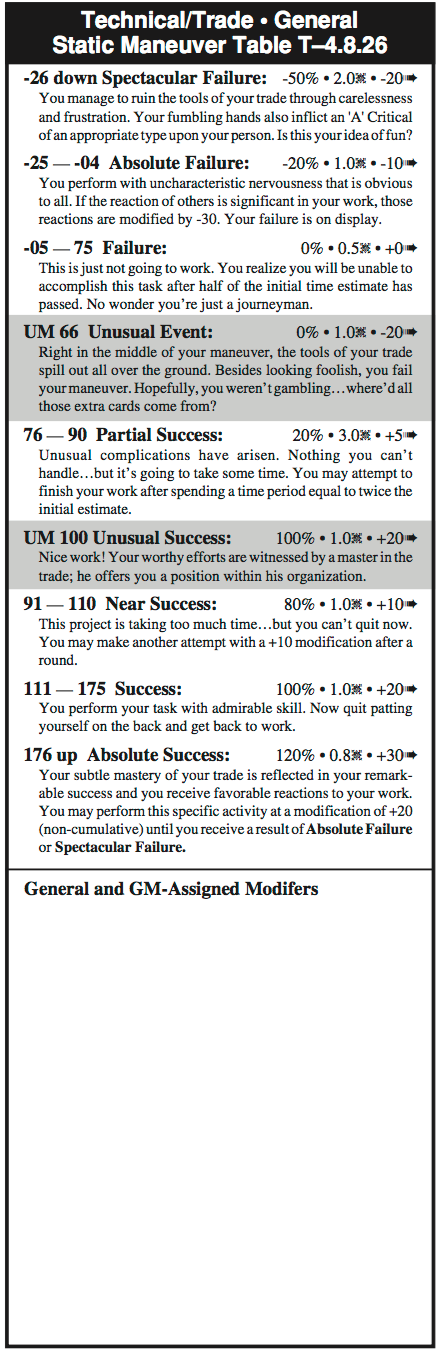 Technical/Trade • General
Static Maneuver Table T–4.8.26
-26 down Spectacular Failure: -50% • 2.0⁕ • -20➠
You manage to ruin the tools of your trade through carelessness
and frustration. Your fumbling hands also inflict an 'A' Critical
of an appropriate type upon your person. Is this your idea of fun?
-25 — -04 Absolute Failure: -20% • 1.0⁕ • -10➠
You perform with uncharacteristic nervousness that is obvious
to all. If the reaction of others is significant in your work, those
reactions are modified by -30. Your failure is on display.
-05 — 75 Failure: 0% • 0.5⁕ • +0➠
This is just not going to work. You realize you will be unable to
accomplish this task after half of the initial time estimate has
passed. No wonder you're just a journeyman.
UM 66 Unusual Event: 0% • 1.0⁕ • -20➠
Right in the middle of your maneuver, the tools of your trade
spill out all over the ground. Besides looking foolish, you fail
your maneuver. Hopefully, you weren't gambling…where'd all
those extra cards come from?
76 — 90 Partial Success: 20% • 3.0⁕ • +5➠
Unusual complications have arisen. Nothing you can't
handle…but it's going to take some time. You may attempt to
finish your work after spending a time period equal to twice the
initial estimate.
UM 100 Unusual Success: 100% • 1.0⁕ • +20➠
Nice work! Your worthy efforts are witnessed by a master in the
trade; he offers you a position within his organization.
91 — 110 Near Success: 80% • 1.0⁕ • +10➠
This project is taking too much time…but you can't quit now.
You may make another attempt with a +10 modification after a
round.
111 — 175 Success: 100% • 1.0⁕ • +20➠
You perform your task with admirable skill. Now quit patting
yourself on the back and get back to work.
176 up Absolute Success: 120% • 0.8⁕ • +30➠
Your subtle mastery of your trade is reflected in your remark-
able success and you receive favorable reactions to your work.
You may perform this specific activity at a modification of +20
(non-cumulative) until you receive a result of Absolute Failure
or Spectacular Failure.
General and GM-Assigned Modifers